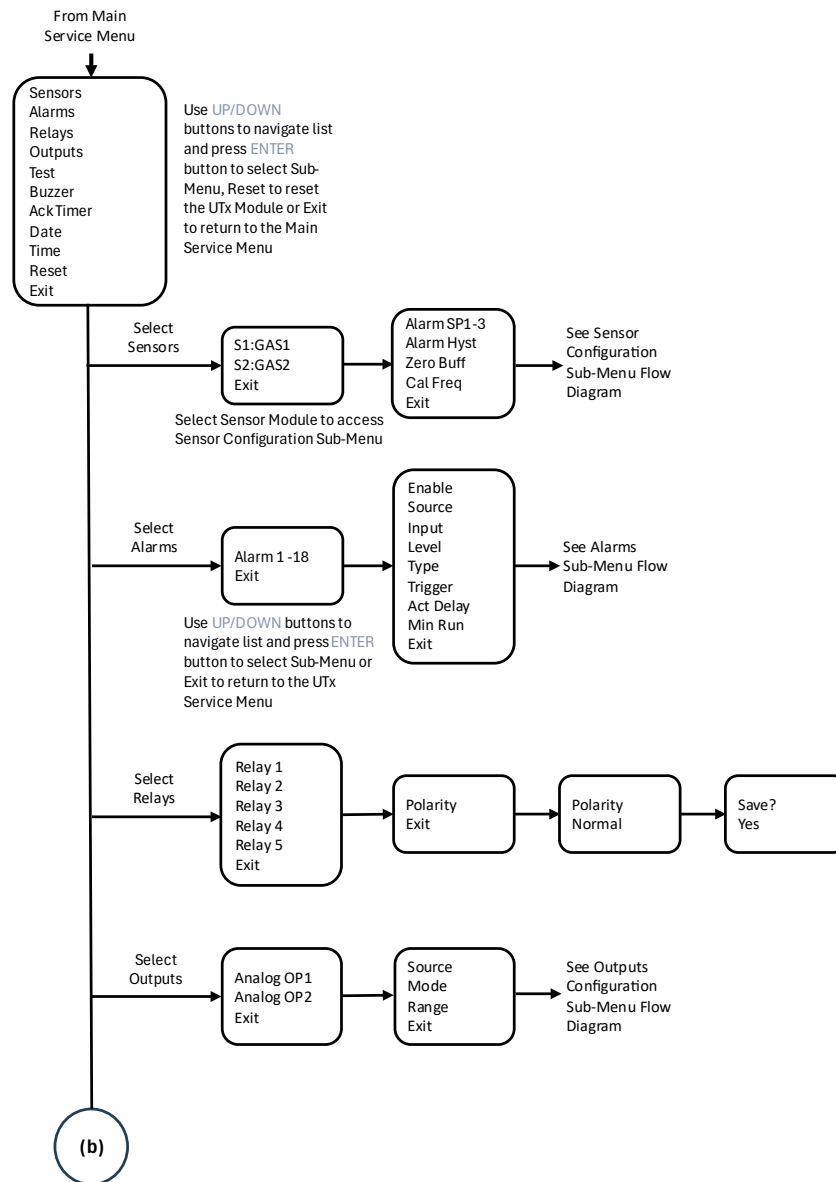 From Main
Service Menu
Sensors
Alarms
Relays
Outputs
Test
Buzzer
Ack Timer
Date
Time
Reset
Exit
Use UP/DOWN
buttons to navigate list
and press ENTER
button to select Sub-
Menu, Reset to reset
the UTx Module or Exit
to return to the Main
Service Menu
Select
Sensors
S1:GAS1
S2:GAS2
Exit
Alarm SP1-3
Alarm Hyst
Zero Buff
Cal Freq
Exit
See Sensor
Configuration
Sub-Menu Flow
Diagram
Select Sensor Module to access
Sensor Configuration Sub-Menu
Select
Alarms
Alarm 1 -18
Exit
Enable
Source
Input
Level
Type
Trigger
Act Delay
Min Run
Exit
See Alarms
Sub-Menu Flow
Diagram
Use UP/DOWN buttons to
navigate list and press ENTER
button to select Sub-Menu or
Exit to return to the UTx
Service Menu
Select
Relays
Relay 1
Relay 2
Relay 3
Relay 4
Relay 5
Exit
Polarity
Exit
Polarity
Normal
Save?
Yes
Select
Outputs
Analog OP1
Analog OP2
Exit
Source
Mode
Range
Exit
See Outputs
Configuration
Sub-Menu Flow
Diagram
(b)